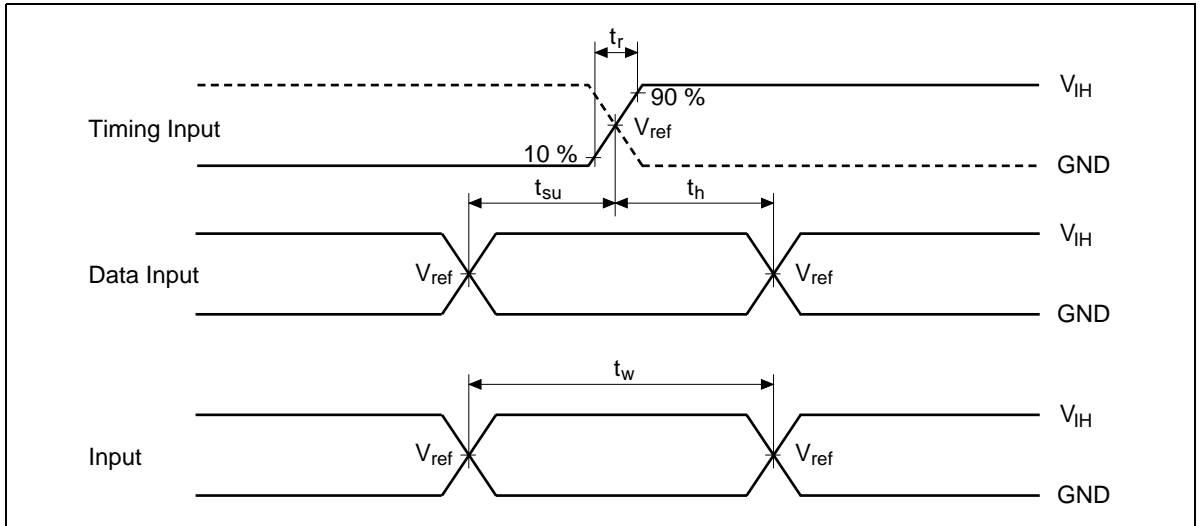 tr
VIH
90 %
Timing Input
Vref
10 %
GND
tsu
th
VIH
Vref
Vref
Data Input
GND
tw
VIH
Vref
Vref
Input
GND